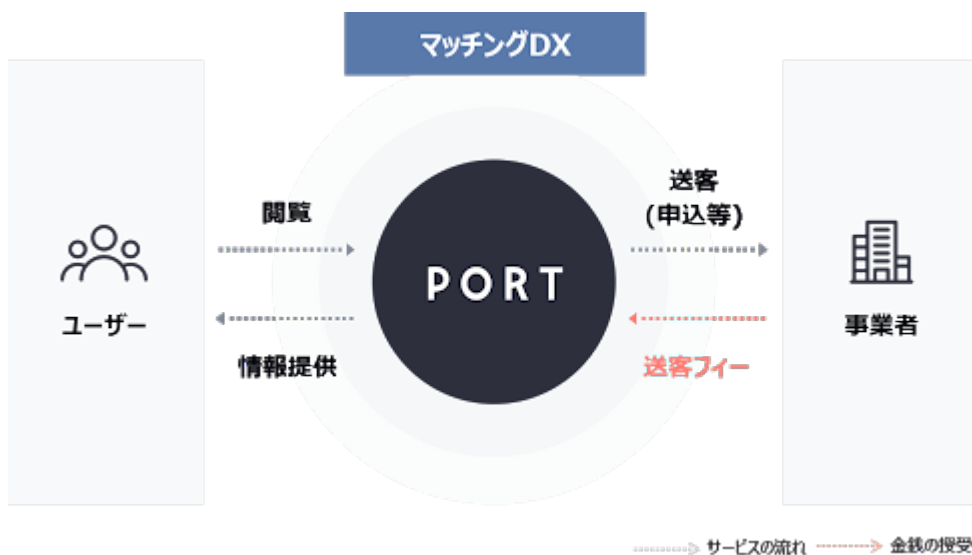 マッチングDX
閲覧
送客
(申込等)
PORT
ユーザー
事業者
情報提供
送客フィー
サービスの流れ
金銭の授受